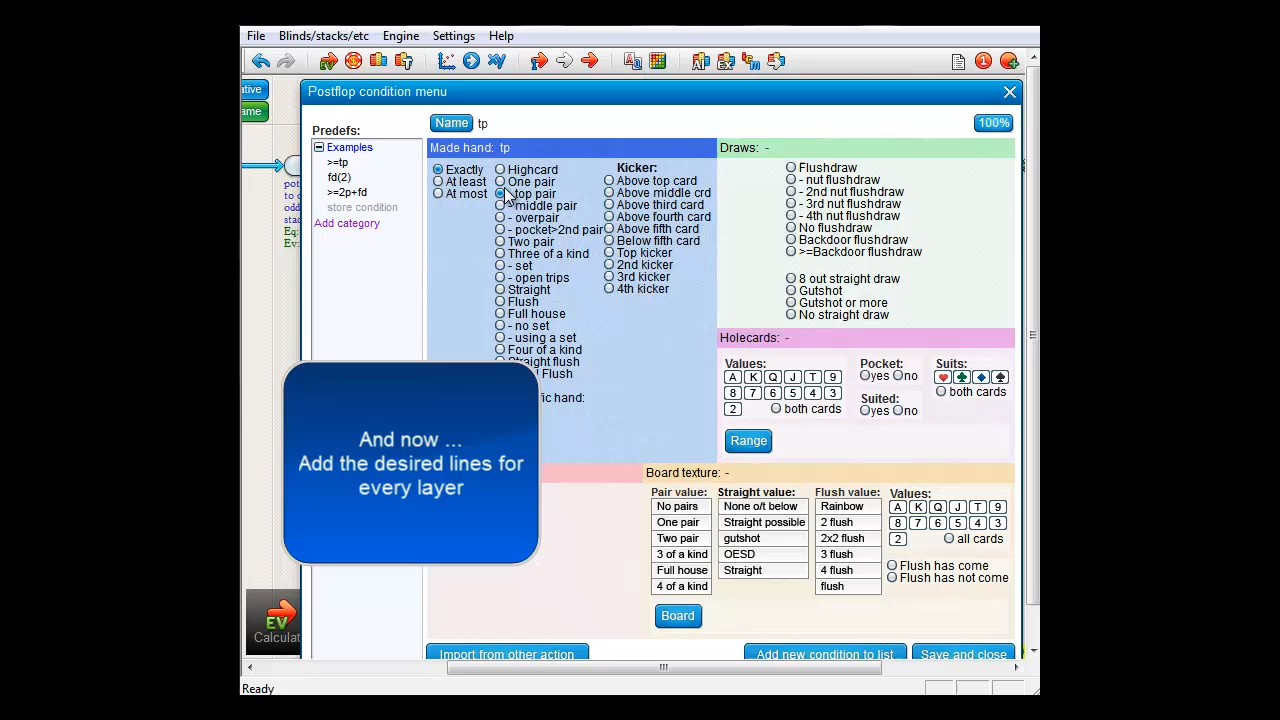 File Blinds/stacks/etc Engine Settings Help
EV
XY
Postflop condition menu
ative
ame
Name tp
100%
Predefs:
Examples
>=tp
fd(2)
>=2p+fd
store condition
Add category
Made hand: tp
Exactly
At least
At most
Highcard
One pair
top pair
- middle pair
- overpair
- pocket>2nd pair
Two pair
Three of a kind
- set
- open trips
Straight
Flush
Full house
- no set
- using a set
Four of a kind
Straight flush
Flush
fic hand:
Kicker:
Above top card
Above middle crd
Above third card
Above fourth card
Above fifth card
Below fifth card
Top kicker
2nd kicker
3rd kicker
4th kicker
Draws: -
Flushdraw
- nut flushdraw
- 2nd nut flushdraw
- 3rd nut flushdraw
- 4th nut flushdraw
No flushdraw
Backdoor flushdraw
>=Backdoor flushdraw
8 out straight draw
Gutshot
Gutshot or more
No straight draw
Holecards: -
Values:
A K Q J T 9
8 7 6 5 4 3
2 both cards
Pocket:
yes no
Suited:
yes no
Suits:
both cards
Range
And now ...
Add the desired lines for
every layer
Board texture: -
Pair value:
No pairs
One pair
Two pair
3 of a kind
Full house
4 of a kind
Straight value:
None o/t below
Straight possible
gutshot
OESD
Straight
Flush value:
Rainbow
2 flush
2x2 flush
3 flush
4 flush
flush
Values:
A K Q J T 9
8 7 6 5 4 3
2 all cards
Flush has come
Flush has not come
Board
EV
Calculat
Import from other action
Add new condition to list
Save and close
Ready